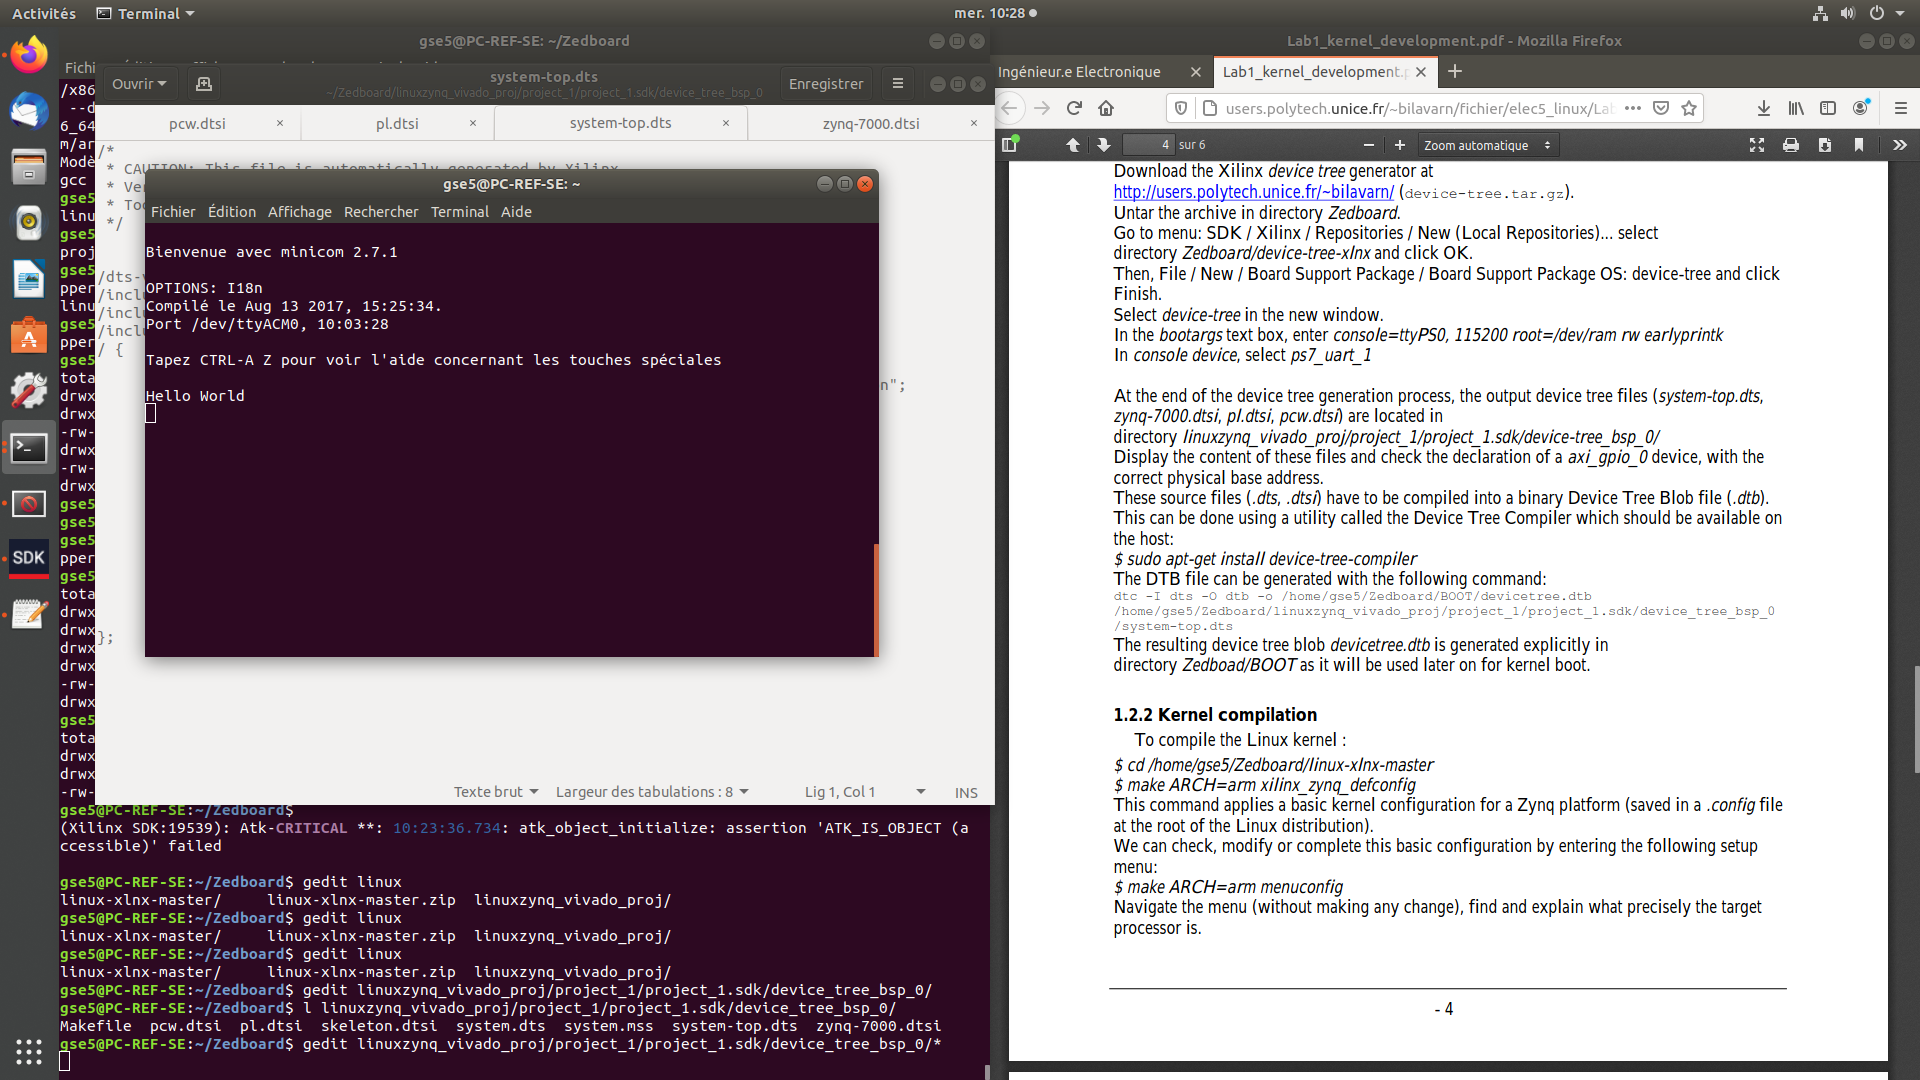 Activités
Terminal
mer. 10:28
gse5@PC-REF-SE: ~/Zedboard
Fichi
/x86
--d
6_64
m/ar
Modè
gcc
gse5
linu
gse5
proj
gse5
pper
linu
gse5
pper
gse5
tota
drwx
drwx
-rw-
drwx
-rw-
drwx
gse5
gse5
gse5
pper
gse5
tota
drwx
drwx
drwx
drwx
-rw-
drwx
gse5
tota
drwx
drwx
-rw-
Ouvrir
system-top.dts
~/Zedboard/linuxzynq_vivado_proj/project_1/project_1.sdk/device_tree_bsp_0
Enregistrer
pcw.dtsi
pl.dtsi
system-top.dts
zynq-7000.dtsi
/*
* CAUTION: This file is automatically generated by Xilinx.
* Ver
* Too
*/
/dts-v
/inclu
/inclu
/inclu
/ {
n";
};
Texte brut
Largeur des tabulations : 8
Lig 1, Col 1
INS
gse5@PC-REF-SE: ~
Fichier Édition Affichage Rechercher Terminal Aide
Bienvenue avec minicom 2.7.1
OPTIONS: I18n
Compilé le Aug 13 2017, 15:25:34.
Port /dev/ttyACM0, 10:03:28
Tapez CTRL-A Z pour voir l'aide concernant les touches spéciales
Hello World
gse5@PC-REF-SE:~/Zedboard$
(Xilinx SDK:19539): Atk-CRITICAL **: 10:23:36.734: atk_object_initialize: assertion 'ATK_IS_OBJECT (a
ccessible)' failed
gse5@PC-REF-SE:~/Zedboard$ gedit linux
linux-xlnx-master/ linux-xlnx-master.zip linuxzynq_vivado_proj/
gse5@PC-REF-SE:~/Zedboard$ gedit linux
linux-xlnx-master/ linux-xlnx-master.zip linuxzynq_vivado_proj/
gse5@PC-REF-SE:~/Zedboard$ gedit linux
linux-xlnx-master/ linux-xlnx-master.zip linuxzynq_vivado_proj/
gse5@PC-REF-SE:~/Zedboard$ gedit linuxzynq_vivado_proj/project_1/project_1.sdk/device_tree_bsp_0/
gse5@PC-REF-SE:~/Zedboard$ l linuxzynq_vivado_proj/project_1/project_1.sdk/device_tree_bsp_0/
Makefile pcw.dtsi pl.dtsi skeleton.dtsi system.dts system.mss system-top.dts zynq-7000.dtsi
gse5@PC-REF-SE:~/Zedboard$ gedit linuxzynq_vivado_proj/project_1/project_1.sdk/device_tree_bsp_0/*
SDK
Lab1_kernel_development.pdf - Mozilla Firefox
Ingénieur.e Electronique
Lab1_kernel_development.p
users.polytech.unice.fr/~bilavarn/fichier/elec5_linux/La
4 sur 6
Zoom automatique
Download the Xilinx device tree generator at
http://users.polytech.unice.fr/~bilavarn/ (device-tree.tar.gz).
Untar the archive in directory Zedboard.
Go to menu: SDK / Xilinx / Repositories / New (Local Repositories)... select
directory Zedboard/device-tree-xlnx and click OK.
Then, File / New / Board Support Package / Board Support Package OS: device-tree and click
Finish.
Select device-tree in the new window.
In the bootargs text box, enter console=ttyPS0, 115200 root=/dev/ram rw earlyprintk
In console device, select ps7_uart_1
At the end of the device tree generation process, the output device tree files (system-top.dts,
zynq-7000.dtsi, pl.dtsi, pcw.dtsi) are located in
directory linuxzynq_vivado_proj/project_1/project_1.sdk/device-tree_bsp_0/
Display the content of these files and check the declaration of a axi_gpio_0 device, with the
correct physical base address.
These source files (.dts, .dtsi) have to be compiled into a binary Device Tree Blob file (.dtb).
This can be done using a utility called the Device Tree Compiler which should be available on
the host:
$ sudo apt-get install device-tree-compiler
The DTB file can be generated with the following command:
dtc -I dts -O dtb -o /home/gse5/Zedboard/BOOT/devicetree.dtb
/home/gse5/Zedboard/linuxzynq_vivado_proj/project_1/project_1.sdk/device_tree_bsp_0
/system-top.dts
The resulting device tree blob devicetree.dtb is generated explicitly in
directory Zedboad/BOOT as it will be used later on for kernel boot.
1.2.2 Kernel compilation
To compile the Linux kernel :
$ cd /home/gse5/Zedboard/linux-xlnx-master
$ make ARCH=arm xilinx_zynq_defconfig
This command applies a basic kernel configuration for a Zynq platform (saved in a .config file
at the root of the Linux distribution).
We can check, modify or complete this basic configuration by entering the following setup
menu:
$ make ARCH=arm menuconfig
Navigate the menu (without making any change), find and explain what precisely the target
processor is.
- 4